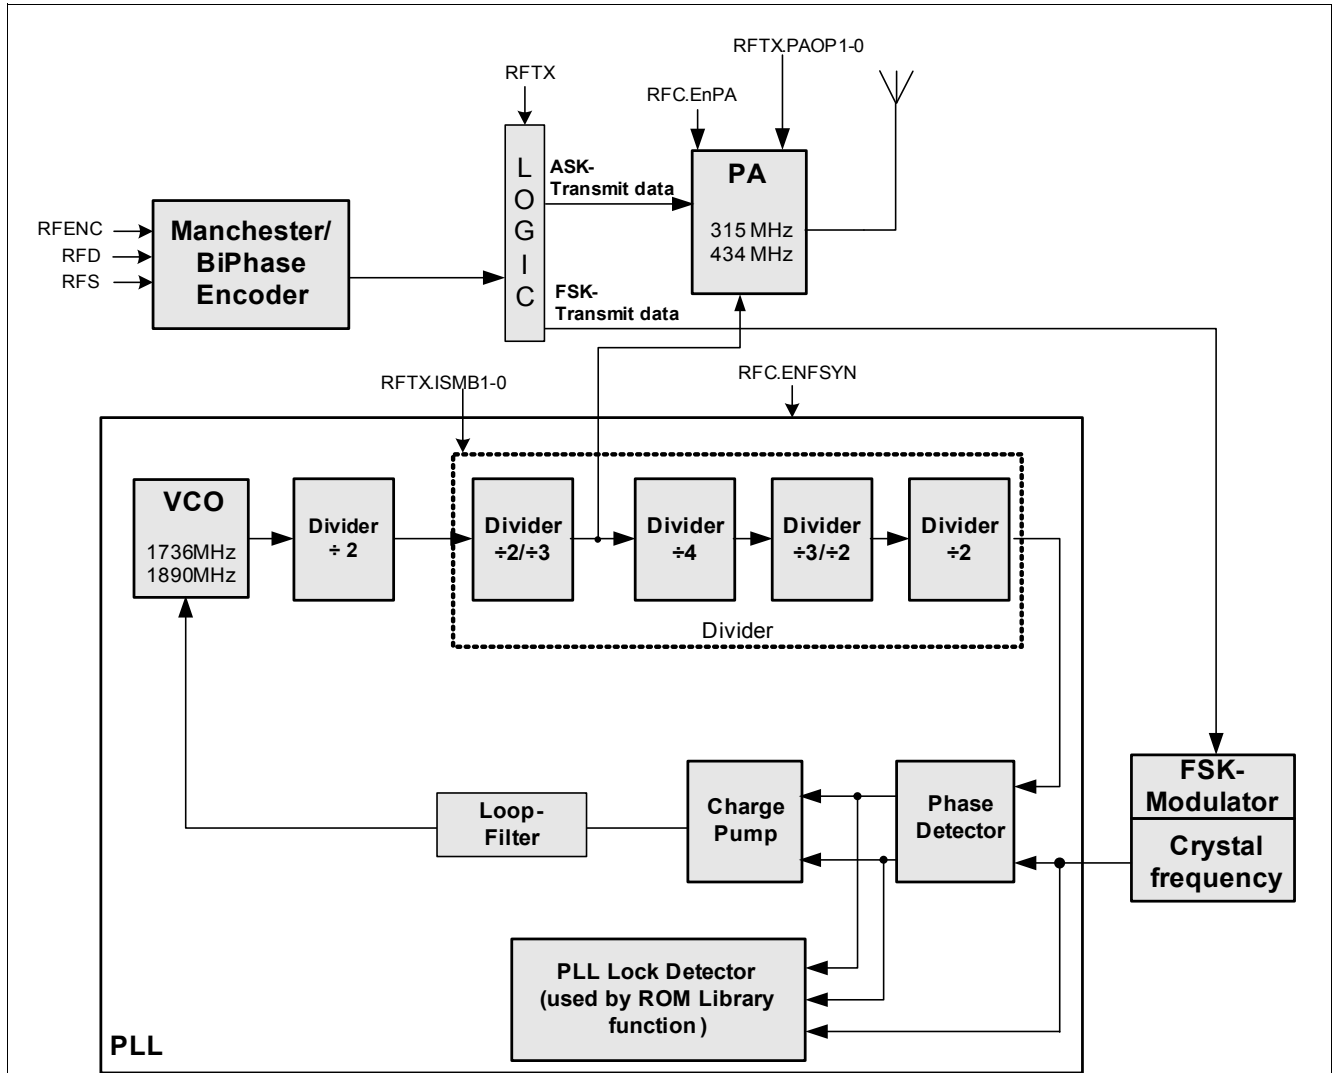 RFTX.PAOP1-0
RFTX
RFC.EnPA
LOGIC
ASK-
Transmit data
PA
315 MHz
434 MHz
RFENC
RFD
RFS
Manchester/
BiPhase
Encoder
FSK-
Transmit data
RFTX.ISMB1-0
RFC.ENFSYN
VCO
1736MHz
1890MHz
Divider
÷ 2
Divider
÷2/÷3
Divider
÷4
Divider
÷3/÷2
Divider
÷2
Divider
Loop-
Filter
Charge
Pump
Phase
Detector
FSK-
Modulator
Crystal
frequency
PLL Lock Detector
(used by ROM Library
function)
PLL